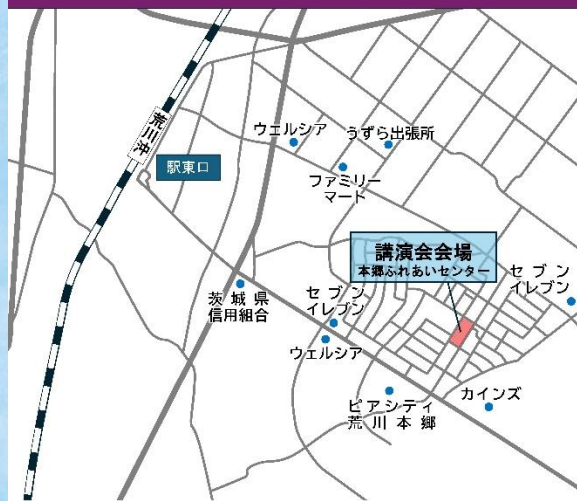 荒川沖
駅東口
ウェルシア
うずら出張所
ファミリー
マート
講演会会場
本郷ふれあいセンター
セブン
イレブン
茨城県
信用組合
セブン
イレブン
ウェルシア
ピアシティ
荒川本郷
カインズ